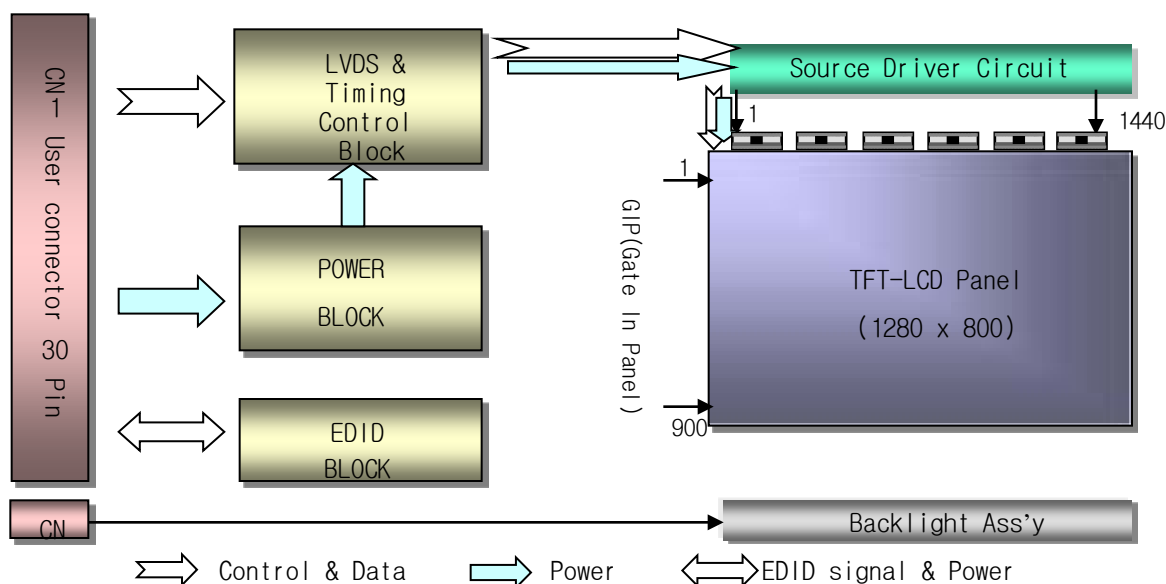 CN-1 User connector 30 Pin
LVDS &
Timing
Control
Block
POWER
BLOCK
EDID
BLOCK
Source Driver Circuit
1
1440
1
GIP(Gate In Panel)
900
TFT-LCD Panel
(1280 x 800)
CN
Backlight Ass'y
Control & Data
Power
EDID signal & Power